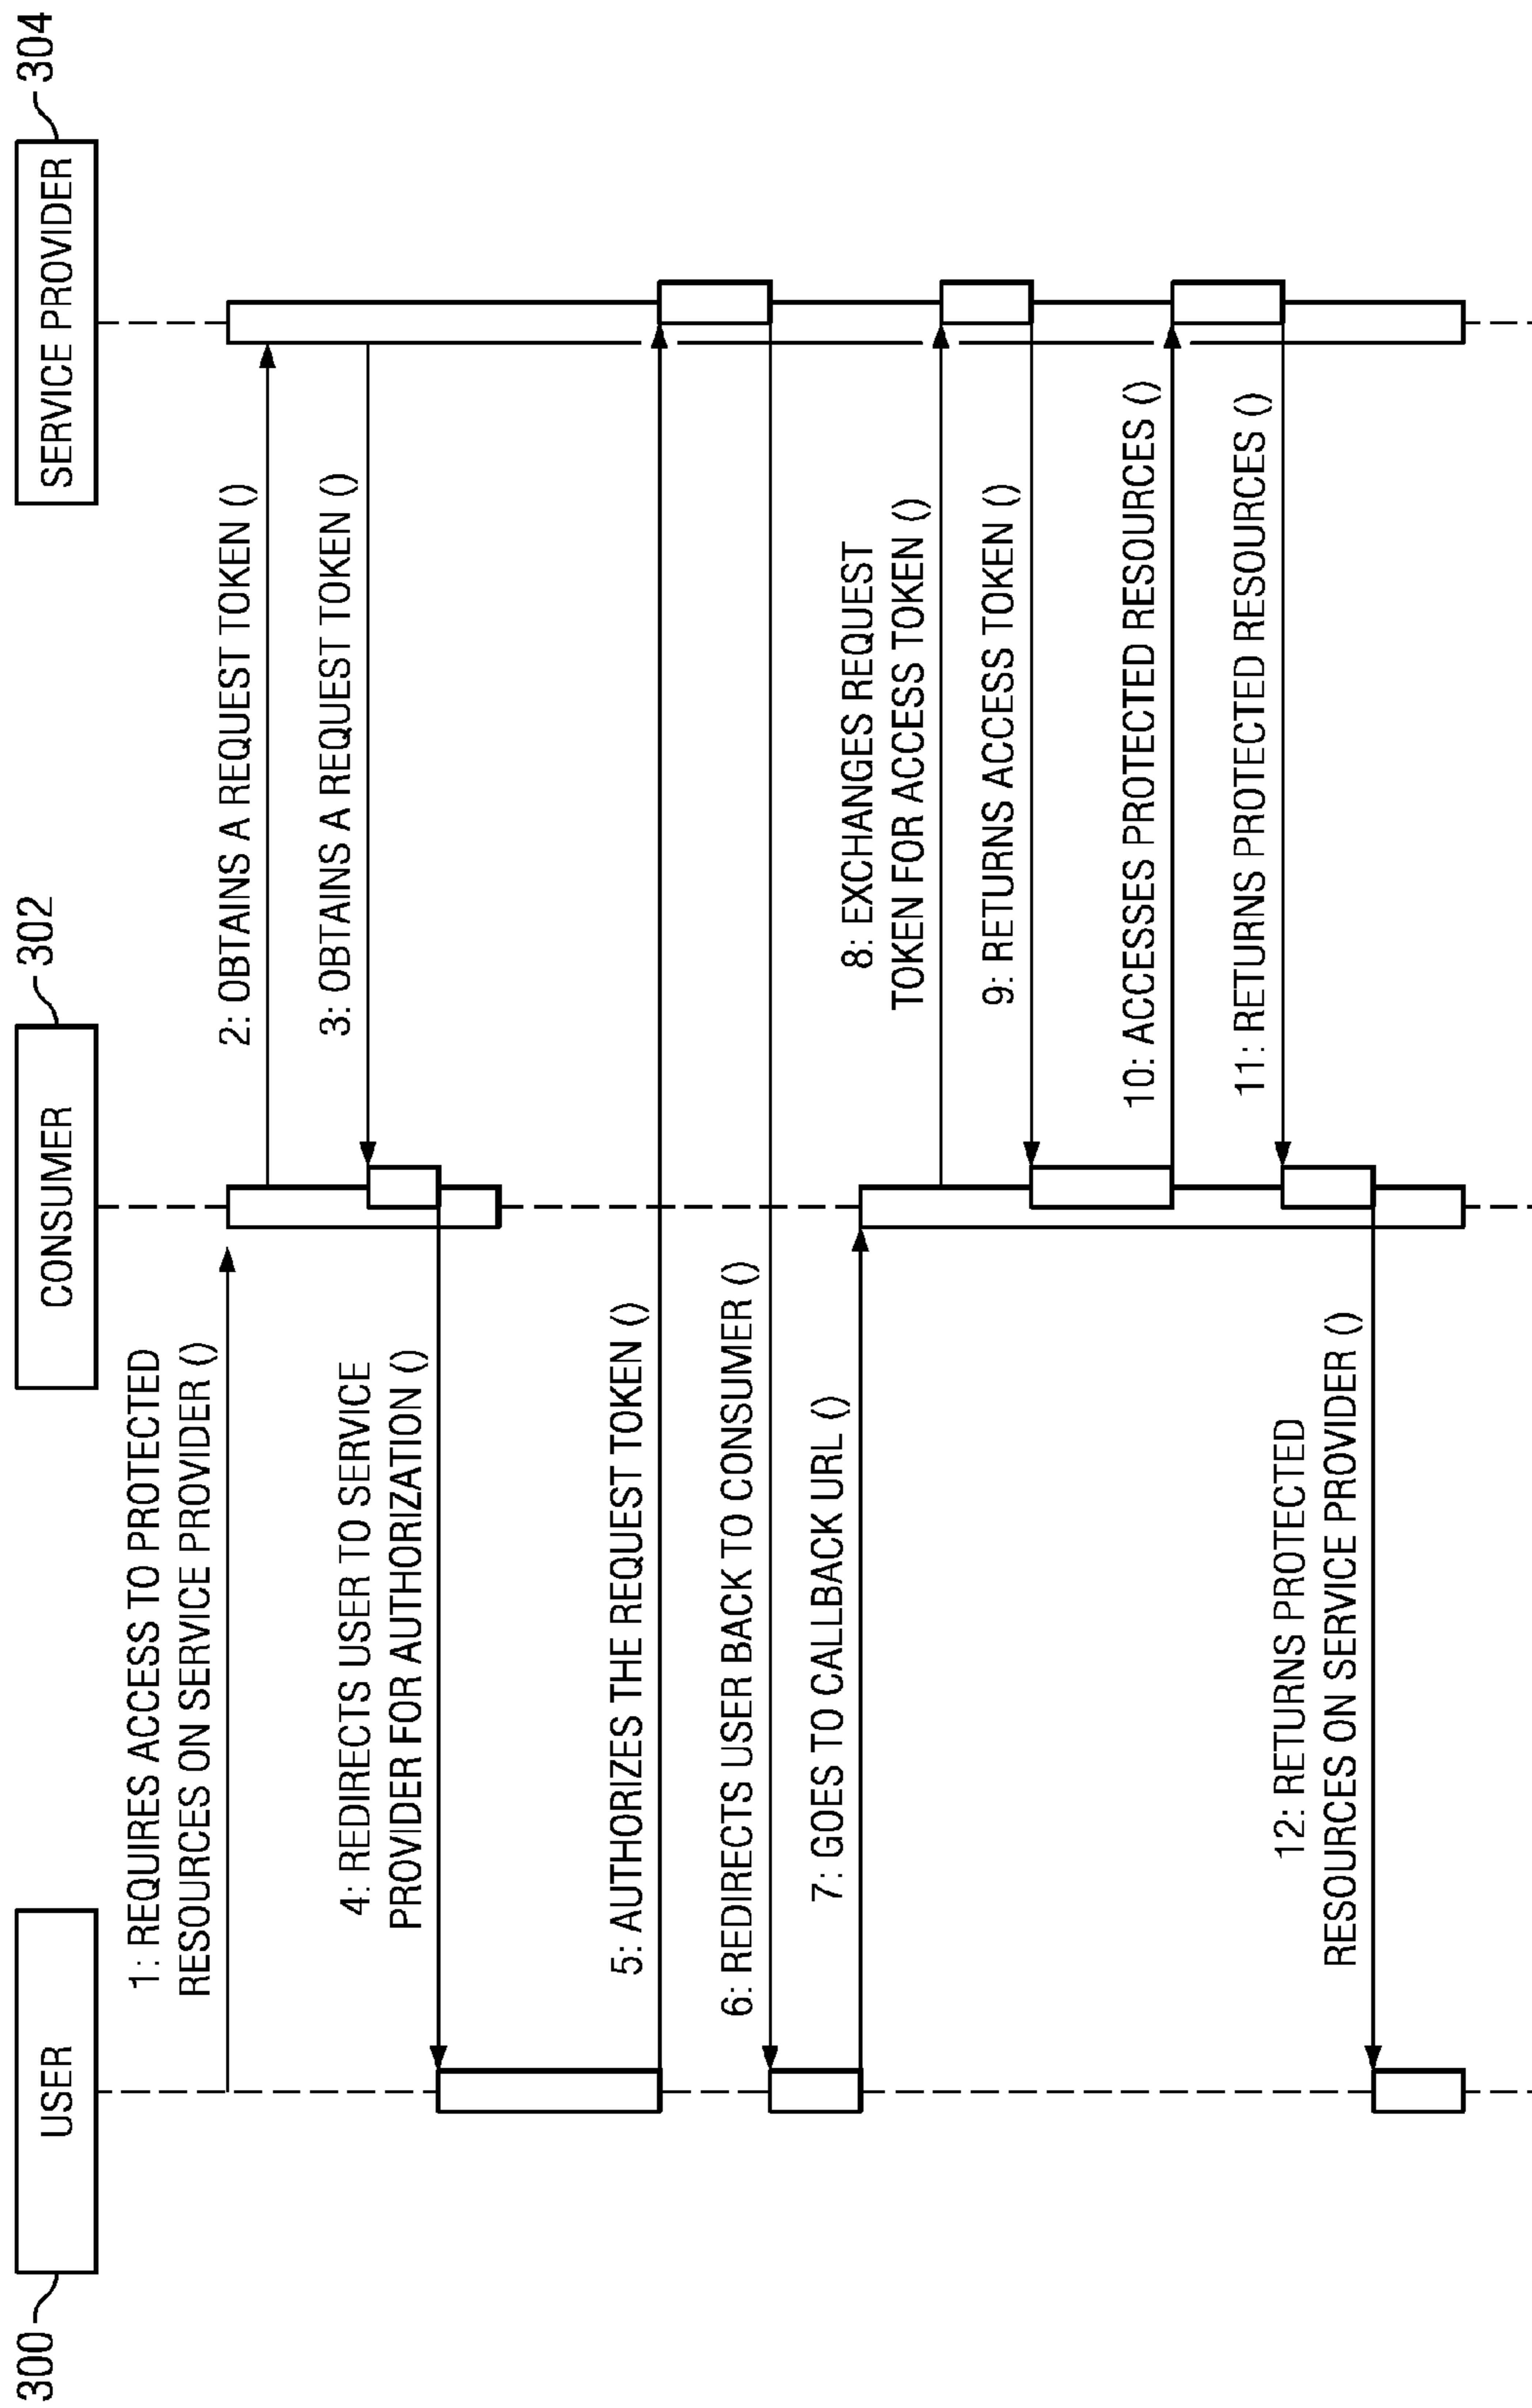 300
USER
CONSUMER
302
SERVICE PROVIDER
304
1: REQUIRES ACCESS TO PROTECTED
RESOURCES ON SERVICE PROVIDER ()
2: OBTAINS A REQUEST TOKEN ()
3: OBTAINS A REQUEST TOKEN ()
4: REDIRECTS USER TO SERVICE
PROVIDER FOR AUTHORIZATION ()
5: AUTHORIZES THE REQUEST TOKEN ()
6: REDIRECTS USER BACK TO CONSUMER ()
7: GOES TO CALLBACK URL ()
8: EXCHANGES REQUEST
TOKEN FOR ACCESS TOKEN ()
9: RETURNS ACCESS TOKEN ()
10: ACCESSES PROTECTED RESOURCES ()
11: RETURNS PROTECTED RESOURCES ()
12: RETURNS PROTECTED
RESOURCES ON SERVICE PROVIDER ()